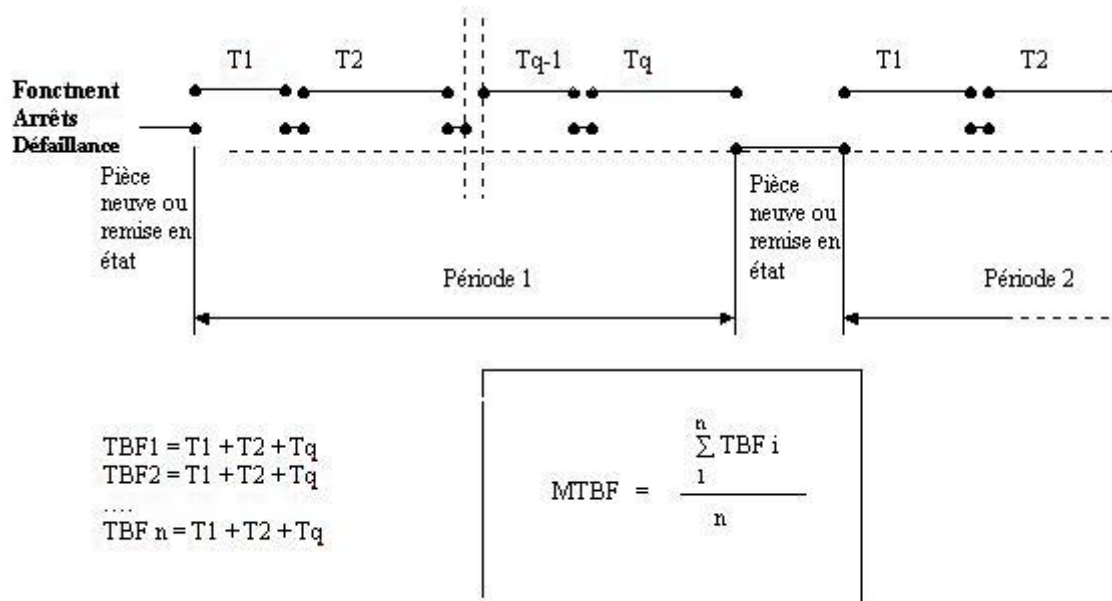 T1 T2 Tq-1 Tq T1 T2
Fonctnent
Arrêts
Défaillance
Pièce
neuve ou
remise en
état
Pièce
neuve ou
remise en
état
Période 1
Période 2
TBF1 = T1 + T2 + Tq
TBF2 = T1 + T2 + Tq
....
TBF n = T1 + T2 + Tq
n
∑ TBF i
1
MTBF =
n